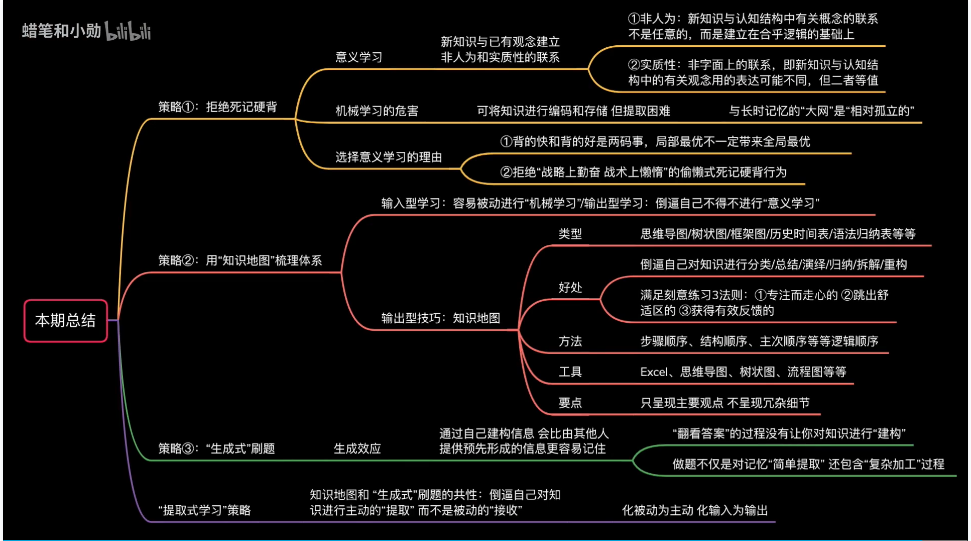 蜡笔和小勋 bilibili
①非人为：新知识与认知结构中有关概念的联系
不是任意的，而是建立在合乎逻辑的基础上
意义学习
新知识与已有观念建立
非人为和实质性的联系
②实质性：非字面上的联系，即新知识与认知结
构中的有关观念用的表达可能不同，但二者等值
策略①：拒绝死记硬背
机械学习的危害
可将知识进行编码和存储 但提取困难
与长时记忆的“大网”是“相对孤立的”
选择意义学习的理由
①背的快和背的好是两码事，局部最优不一定带来全局最优
②拒绝“战略上勤奋 战术上懒惰”的偷懒式死记硬背行为
输入型学习：容易被动进行“机械学习”/输出型学习：倒逼自己不得不进行“意义学习”
策略②：用“知识地图”梳理体系
类型
思维导图/树状图/框架图/历史时间表/语法归纳表等等
好处
倒逼自己对知识进行分类/总结/演绎/归纳/拆解/重构
满足刻意练习3法则：①专注而走心的 ②跳出舒
适区的 ③获得有效反馈的
输出型技巧：知识地图
方法
步骤顺序、结构顺序、主次顺序等等逻辑顺序
工具
Excel、思维导图、树状图、流程图等等
要点
只呈现主要观点 不呈现冗杂细节
本期总结
策略③：“生成式”刷题
生成效应
通过自己建构信息 会比由其他人
提供预先形成的信息更容易记住
“翻看答案”的过程没有让你对知识进行“建构”
做题不仅是对记忆“简单提取” 还包含“复杂加工”过程
“提取式学习”策略
知识地图和 “生成式”刷题的共性：倒逼自己对知
识进行主动的“提取” 而不是被动的“接收”
化被动为主动 化输入为输出